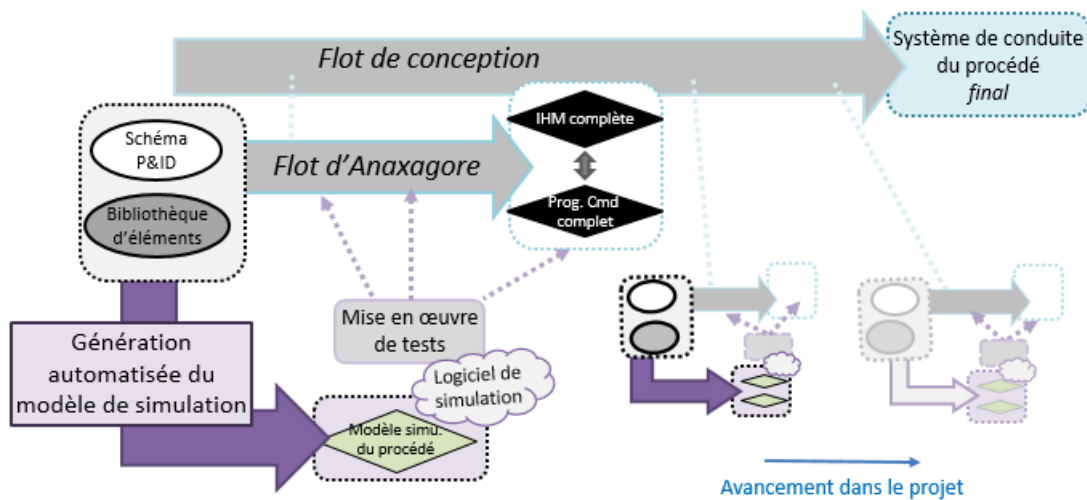 Flot de conception
Système de conduite
du procédé
final
Schéma
P&ID
Bibliothèque
d'éléments
Flot d'Anaxagore
IHM complète
Prog. Cmd
complet
Mise en œuvre
de tests
Génération
automatisée du
modèle de simulation
Logiciel de
simulation
Modèle simu.
du procédé
Avancement dans le projet